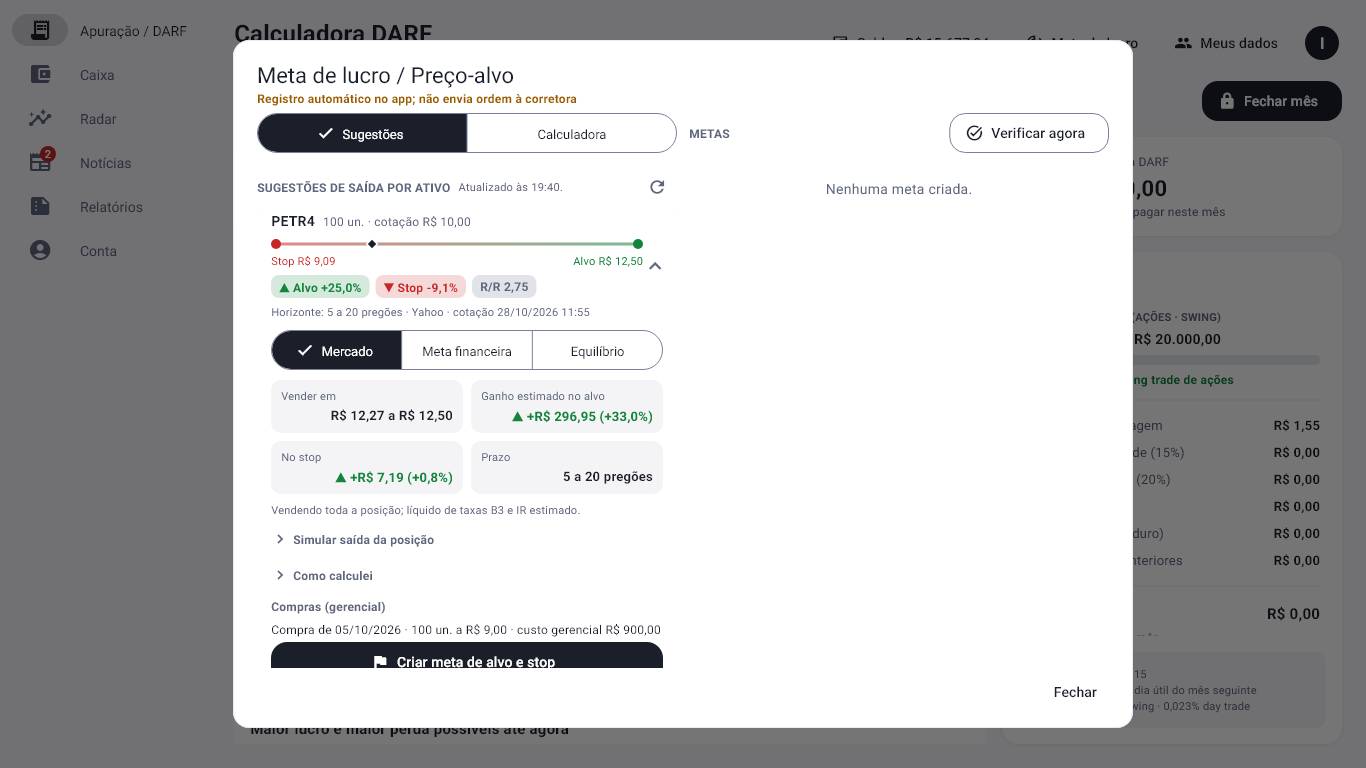 Apuração / DARF
Caixa
Radar
2
Notícias
Relatórios
Conta
Calculadora DARF
Meus dados
I
Fechar mês
Meta de lucro / Preço-alvo
Registro automático no app; não envia ordem à corretora
Sugestões
Calculadora
METAS
Verificar agora
SUGESTÕES DE SAÍDA POR ATIVO Atualizado às 19:40.
Nenhuma meta criada.
PETR4 100 un. · cotação R$ 10,00
Stop R$ 9,09
Alvo R$ 12,50
▲ Alvo +25,0%
▼ Stop -9,1%
R/R 2,75
Horizonte: 5 a 20 pregões · Yahoo · cotação 28/10/2026 11:55
Mercado
Meta financeira
Equilíbrio
Vender em
R$ 12,27 a R$ 12,50
Ganho estimado no alvo
▲ +R$ 296,95 (+33,0%)
No stop
▲ +R$ 7,19 (+0,8%)
Prazo
5 a 20 pregões
Vendendo toda a posição; líquido de taxas B3 e IR estimado.
Simular saída da posição
Como calculei
Compras (gerencial)
Compra de 05/10/2026 · 100 un. a R$ 9,00 · custo gerencial R$ 900,00
Criar meta de alvo e stop
Fechar
DARF
,00
pagar neste mês
(AÇÕES · SWING)
R$ 20.000,00
ng trade de ações
agem R$ 1,55
de (15%) R$ 0,00
(20%) R$ 0,00
R$ 0,00
duro) R$ 0,00
nteriores R$ 0,00
R$ 0,00
15
dia útil do mês seguinte
wing · 0,023% day trade
Maior lucro e maior perda possíveis até agora